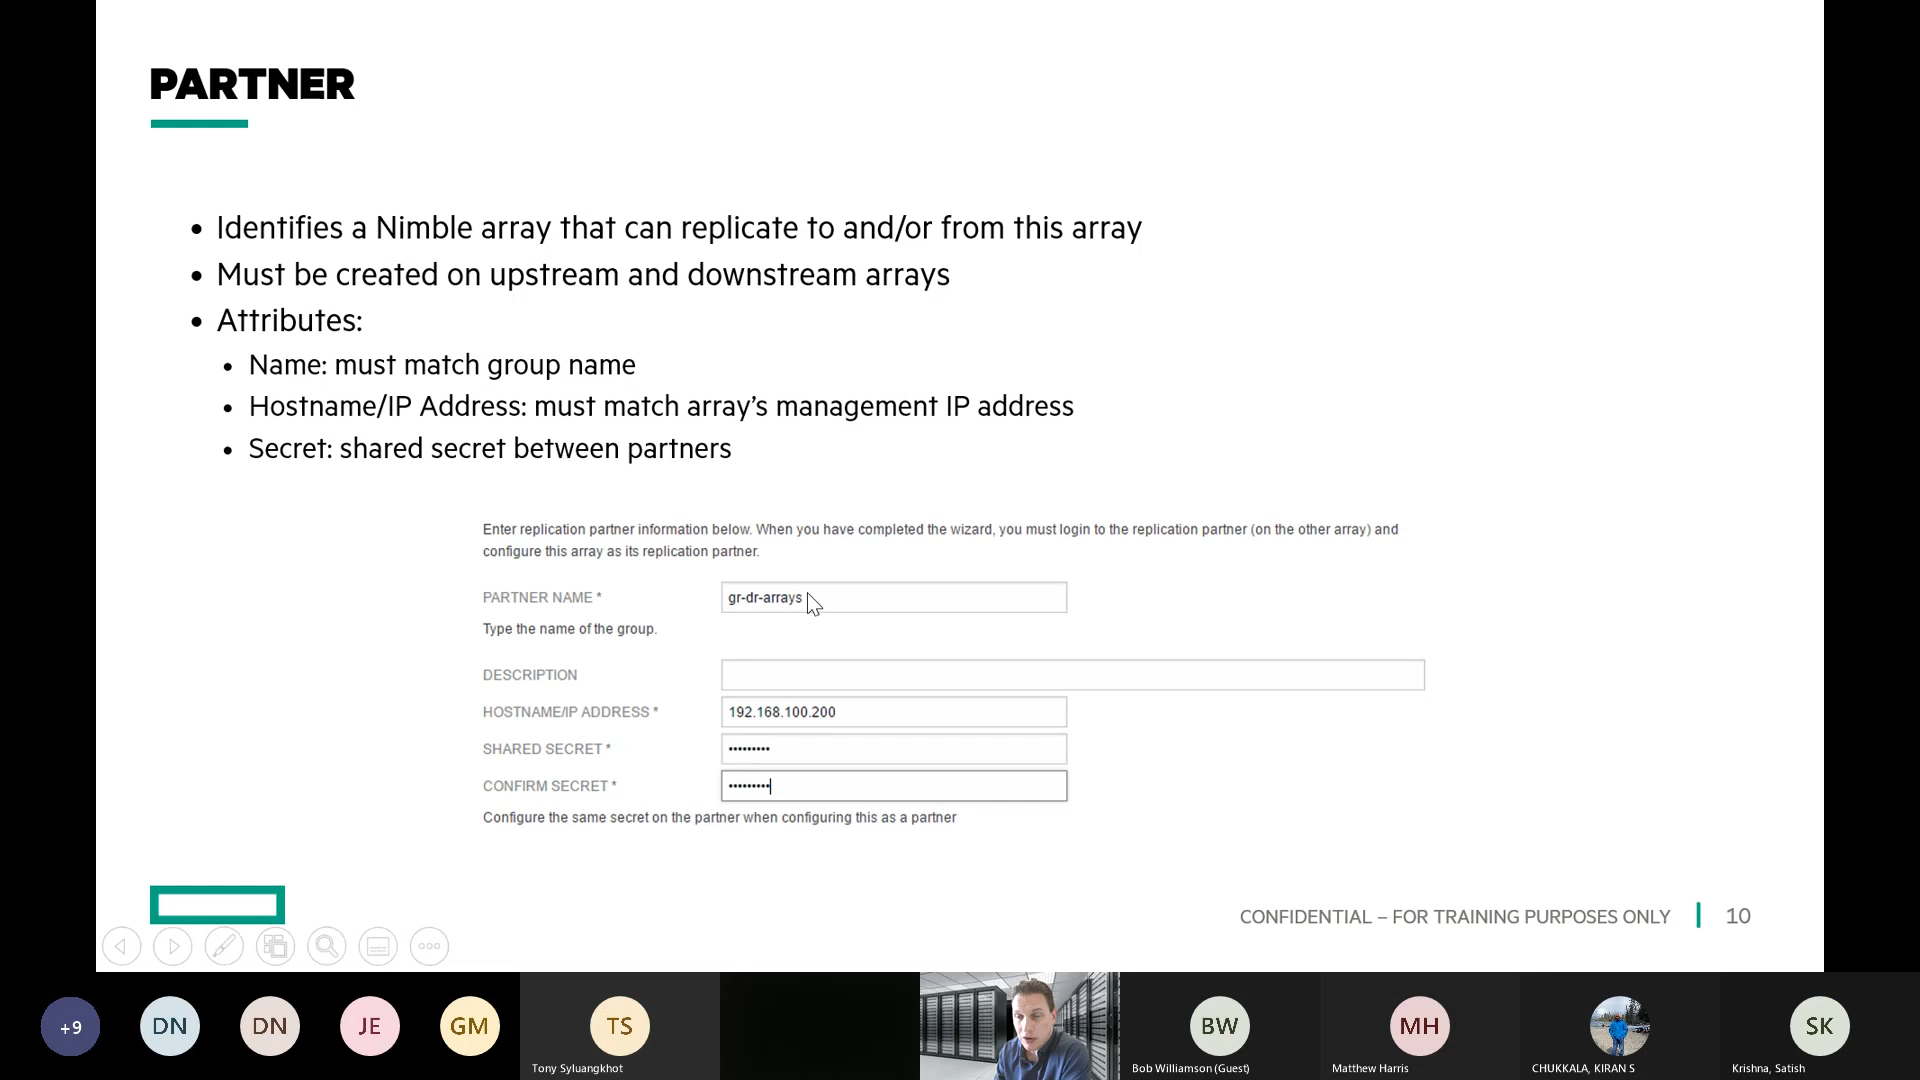 PARTNER
• Identifies a Nimble array that can replicate to and/or from this array
• Must be created on upstream and downstream arrays
• Attributes:
• Name: must match group name
• Hostname/IP Address: must match array’s management IP address
• Secret: shared secret between partners
Enter replication partner information below. When you have completed the wizard, you must login to the replication partner (on the other array) and
configure this array as its replication partner.
PARTNER NAME * gr-dr-arrays
Type the name of the group.
DESCRIPTION
HOSTNAME/IP ADDRESS * 192.168.100.200
SHARED SECRET * •••••••••
CONFIRM SECRET * •••••••••
Configure the same secret on the partner when configuring this as a partner
CONFIDENTIAL – FOR TRAINING PURPOSES ONLY 10
+9 DN DN JE GM TS BW MH SK
Tony Syluangkhot Bob Williamson (Guest) Matthew Harris CHUKKALA, KIRAN S Krishna, Satish